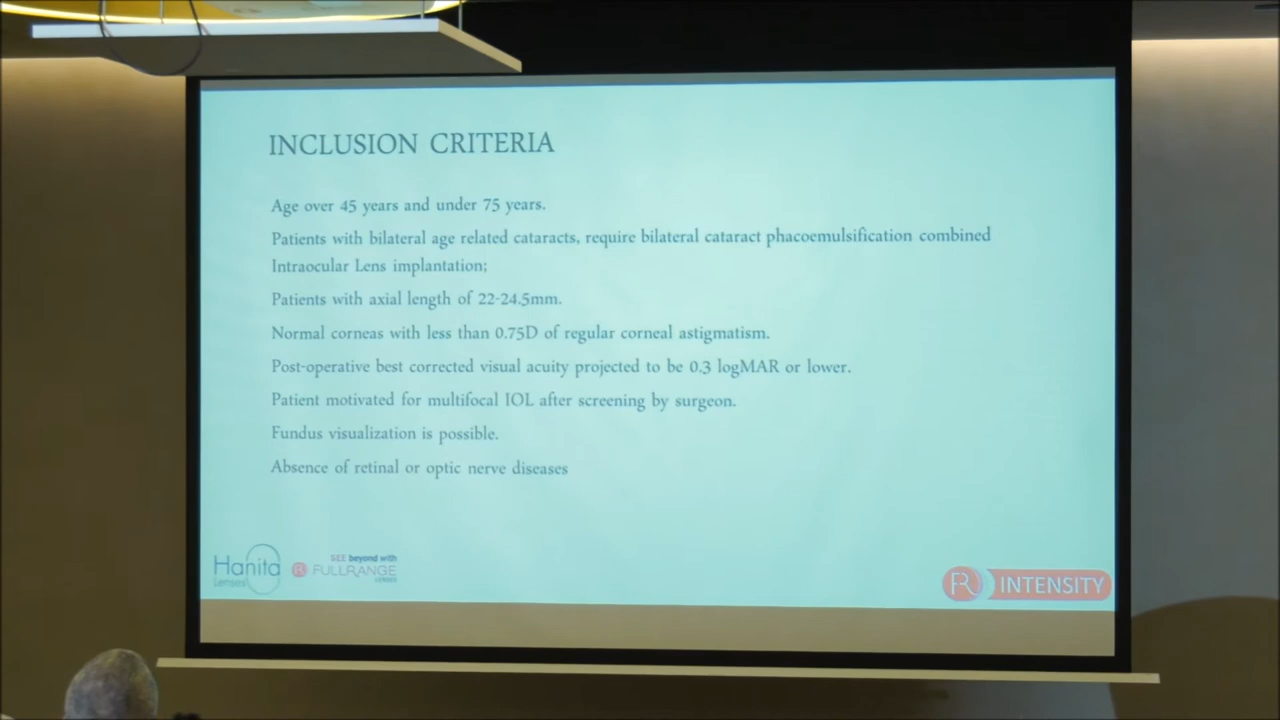 INCLUSION CRITERIA
Age over 45 years and under 75 years.
Patients with bilateral age related cataracts, require bilateral cataract phacoemulsification combined
Intraocular Lens implantation;
Patients with axial length of 22-24.5mm.
Normal corneas with less than 0.75D of regular corneal astigmatism.
Post-operative best corrected visual acuity projected to be 0.3 logMAR or lower.
Patient motivated for multifocal IOL after screening by surgeon.
Fundus visualization is possible.
Absence of retinal or optic nerve diseases
Hanita
Lenses
SEE beyond with
FULLRANGE
LENSES
FR INTENSITY